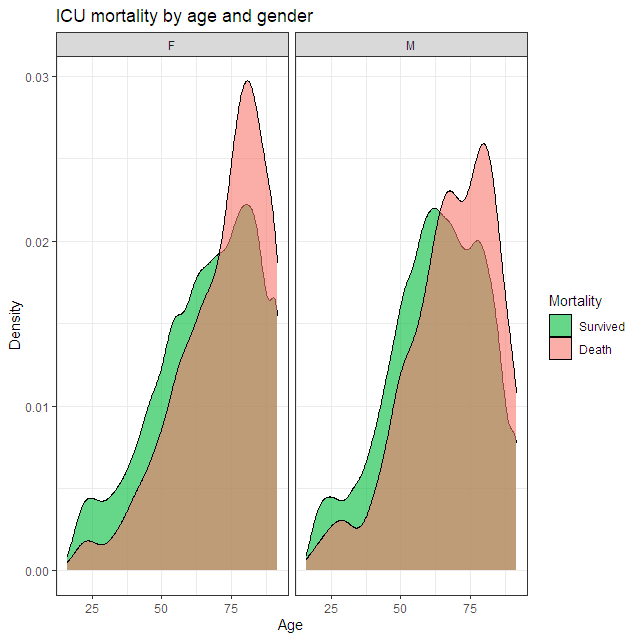 ICU mortality by age and gender
F
M
0.03
0.02
0.01
0.00
Density
25
50
75
25
50
75
Age
Mortality
Survived
Death